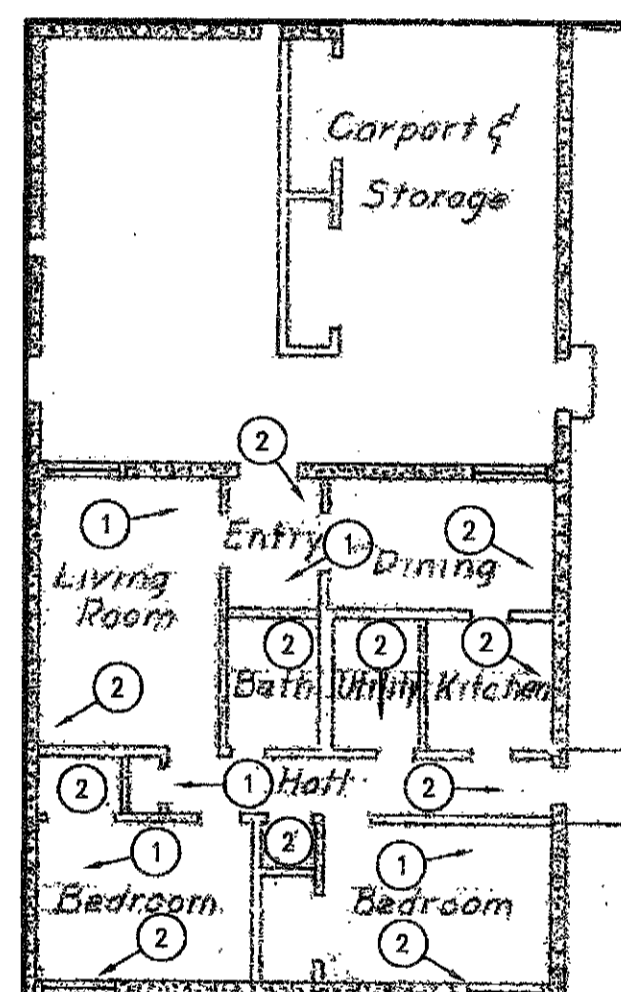 Carport &
Storage
2
1
Entry
1
2
Dining
Living
Room
2
2
2
Bath
Utility
Kitchen
2
2
1
Hall
2
1
2
1
Bedroom
Bedroom
2
2